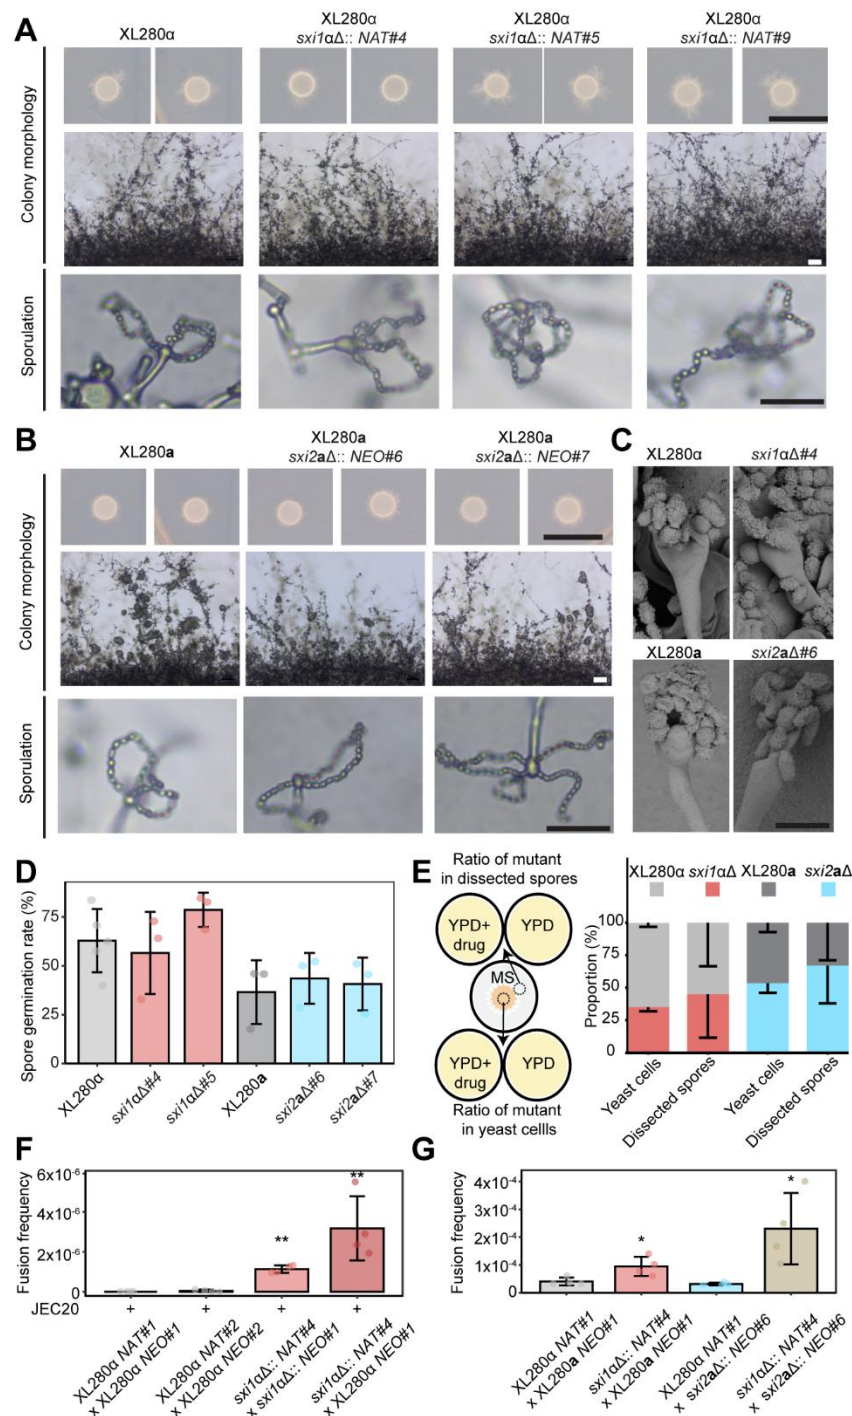 A
XL280α
XL280α
sxi1αΔ:: NAT#4
XL280α
sxi1αΔ:: NAT#5
XL280α
sxi1αΔ:: NAT#9
Colony morphology
Sporulation
B
XL280a
XL280a
sxi2aΔ:: NEO#6
XL280a
sxi2aΔ:: NEO#7
Colony morphology
Sporulation
C
XL280α
sxi1αΔ#4
XL280a
sxi2aΔ#6
D
Spore germination rate (%)
75
50
25
0
XL280α
sxi1αΔ#4
sxi1αΔ#5
XL280a
sxi2aΔ#6
sxi2aΔ#7
E
Ratio of mutant
in dissected spores
YPD+
drug
YPD
MS
YPD+
drug
YPD
Ratio of mutant
in yeast cellls
XL280α sxi1αΔ XL280a sxi2aΔ
Proportion (%)
100
75
50
25
0
Yeast cells
Dissected spores
Yeast cells
Dissected spores
F
Fusion frequency
6x10-6
4x10-6
2x10-6
0
**
**
JEC20
+
+
+
+
XL280α NAT#1
x XL280α NEO#1
XL280α NAT#2
x XL280α NEO#2
sxi1αΔ:: NAT#4
x sxi1αΔ:: NEO#1
sxi1αΔ:: NAT#4
x XL280α NEO#1
G
Fusion frequency
4x10-4
3x10-4
2x10-4
1x10-4
0
*
*
XL280α NAT#1
x XL280a NEO#1
sxi1αΔ:: NAT#4
x XL280a NEO#1
XL280α NAT#1
x sxi2aΔ:: NEO#6
sxi1αΔ:: NAT#4
x sxi2aΔ:: NEO#6